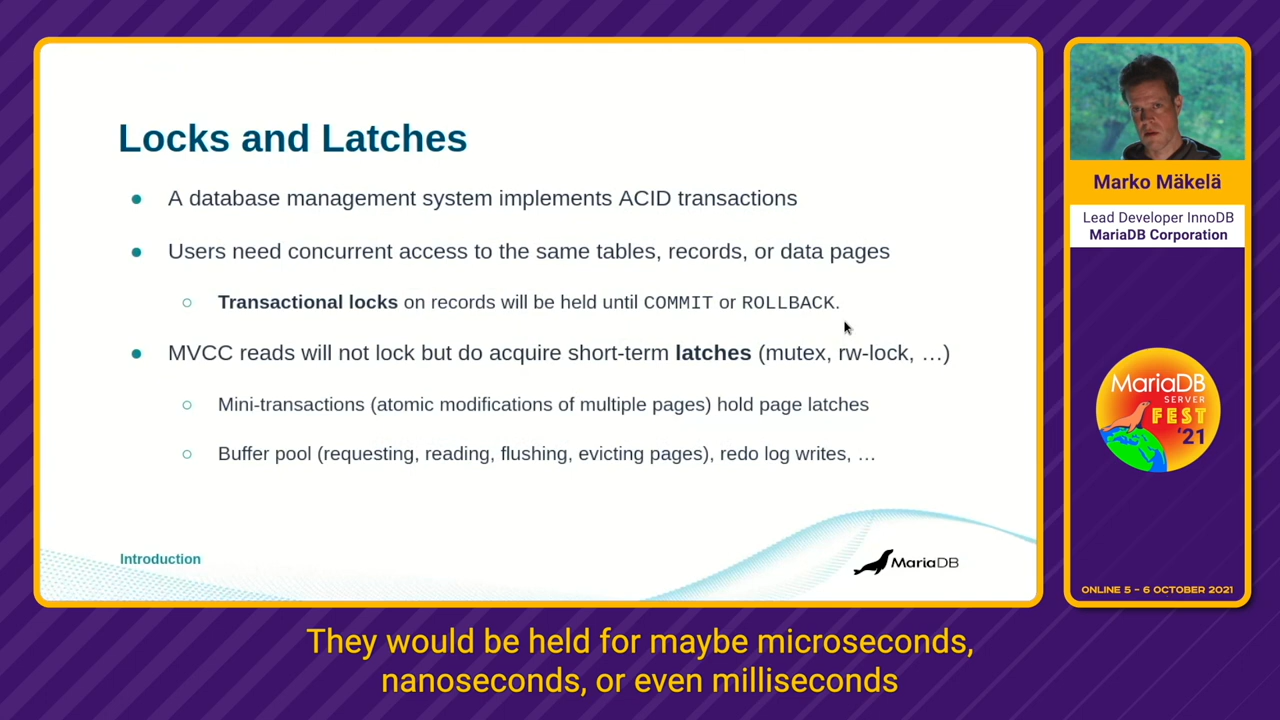 Locks and Latches
● A database management system implements ACID transactions
● Users need concurrent access to the same tables, records, or data pages
○ Transactional locks on records will be held until COMMIT or ROLLBACK.
● MVCC reads will not lock but do acquire short-term latches (mutex, rw-lock, …)
○ Mini-transactions (atomic modifications of multiple pages) hold page latches
○ Buffer pool (requesting, reading, flushing, evicting pages), redo log writes, …
Introduction
MariaDB
Marko Mäkelä
Lead Developer InnoDB
MariaDB Corporation
MariaDB
SERVER
FEST
'21
ONLINE 5 – 6 OCTOBER 2021
They would be held for maybe microseconds,
nanoseconds, or even milliseconds